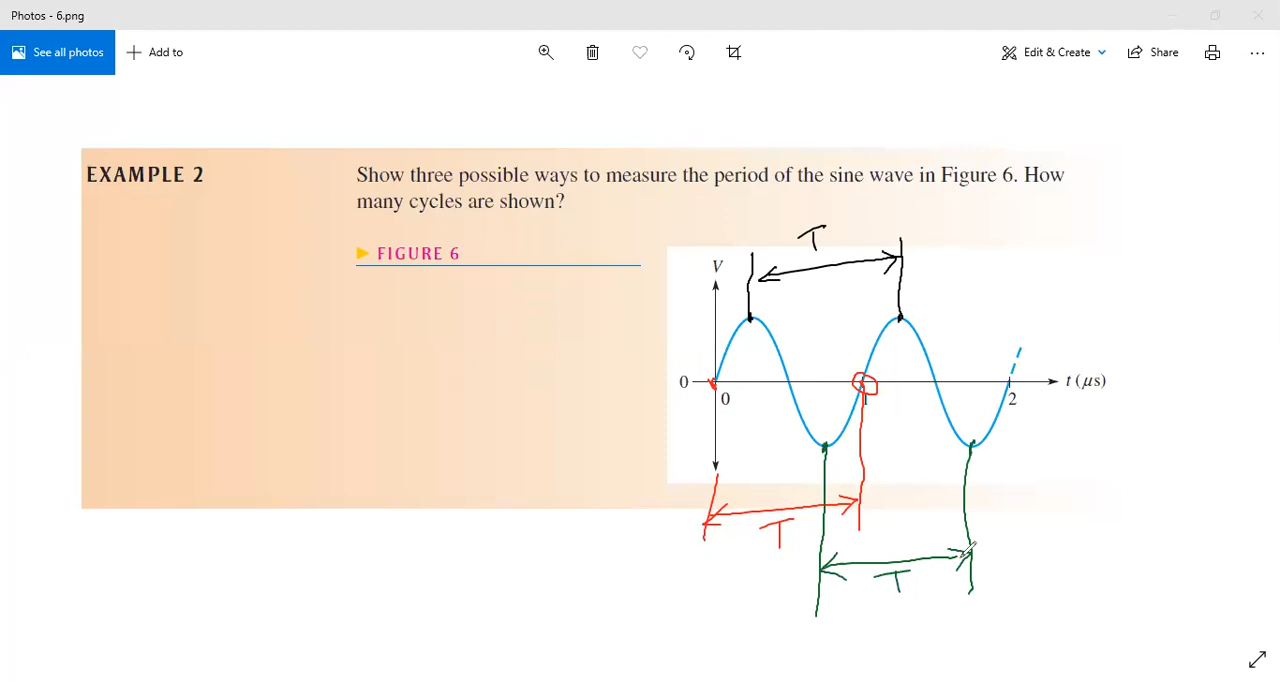 Photos - 6.png
See all photos
Add to
Edit & Create
Share
EXAMPLE 2
Show three possible ways to measure the period of the sine wave in Figure 6. How
many cycles are shown?
FIGURE 6
T
V
0
0
1
2
t (μs)
T
T